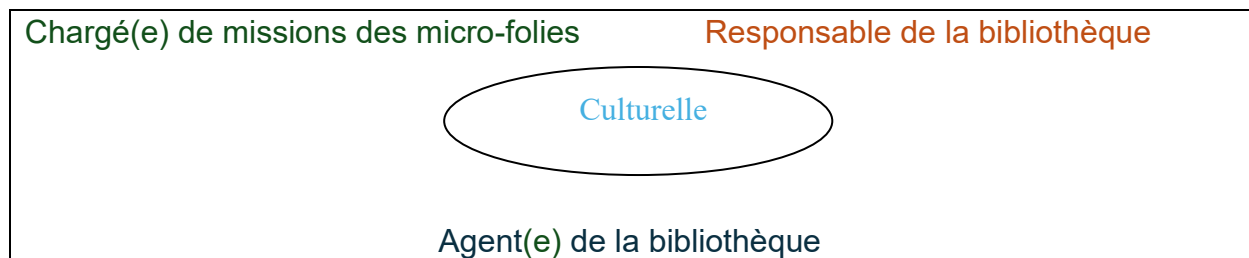 Chargé(e) de missions des micro-folies Responsable de la bibliothèque
Culturelle
Agent(e) de la bibliothèque